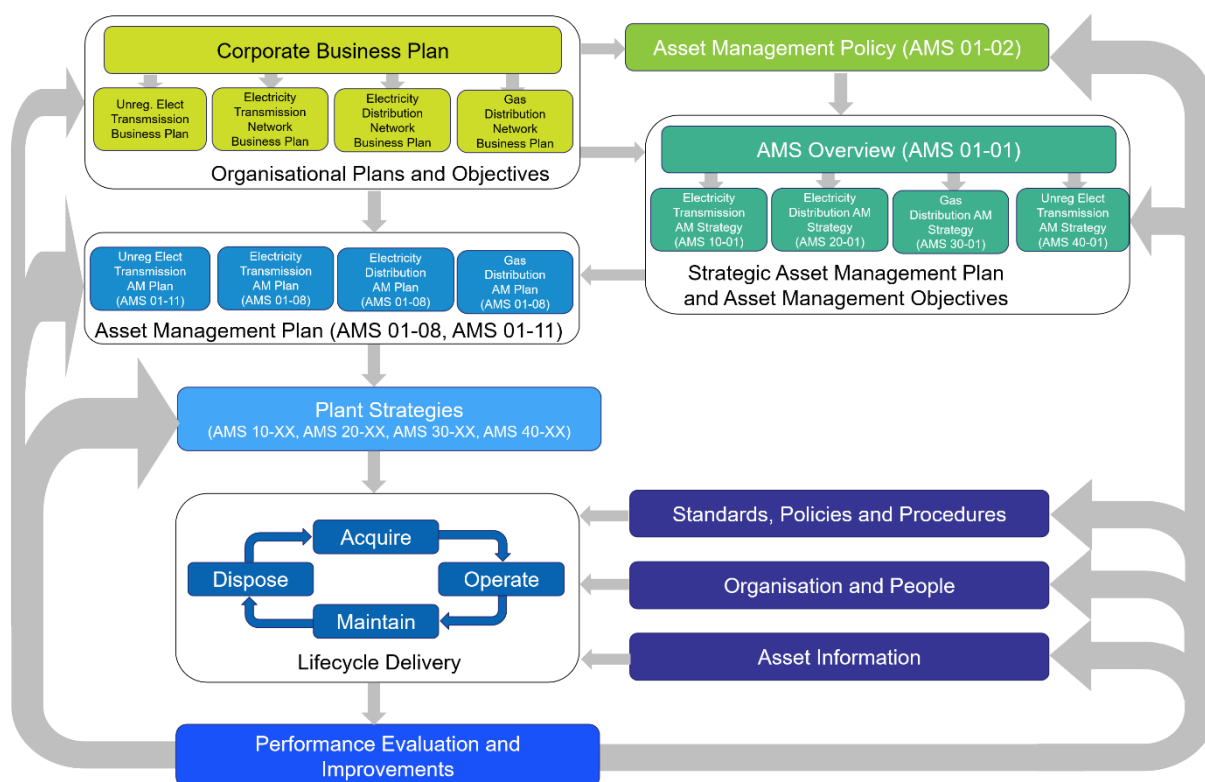 Corporate Business Plan
Unreg. Elect
Transmssion
Business Plan
Electricity
Transmission
Network
Business Plan
Electricity
Distribution
Network
Business Plan
Gas
Distribution
Network
Business Plan
Organisational Plans and Objectives
Asset Management Policy (AMS 01-02)
AMS Overview (AMS 01-01)
Electricity
Transmission
AM Strategy
(AMS 10-01)
Electricity
Distribution AM
Strategy
(AMS 20-01)
Gas
Distribution AM
Strategy
(AMS 30-01)
Unreg Elect
Transmission
AM Strategy
(AMS 40-01)
Strategic Asset Management Plan
and Asset Management Objectives
Unreg Elect
Transmission
AM Plan
(AMS 01-11)
Electricity
Transmission
AM Plan
(AMS 01-08)
Electricity
Distribution
AM Plan
(AMS 01-08)
Gas
Distribution
AM Plan
(AMS 01-08)
Asset Management Plan (AMS 01-08, AMS 01-11)
Plant Strategies
(AMS 10-XX, AMS 20-XX, AMS 30-XX, AMS 40-XX)
Acquire
Dispose
Operate
Maintain
Lifecycle Delivery
Standards, Policies and Procedures
Organisation and People
Asset Information
Performance Evaluation and
Improvements